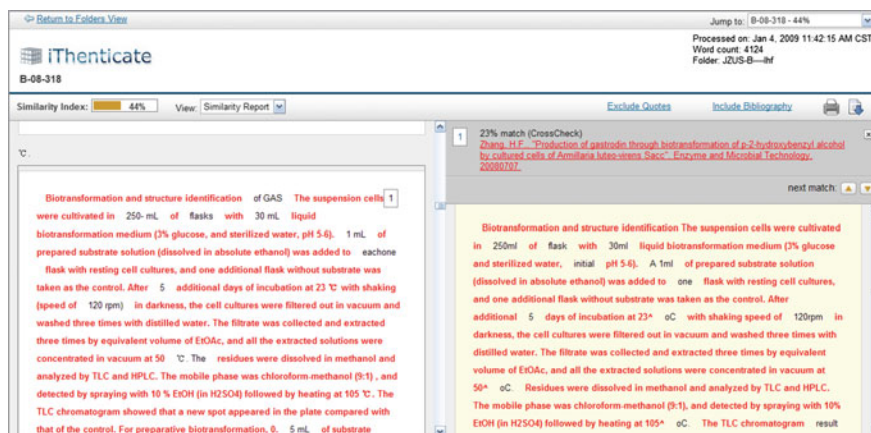 Return to Folders View
Jump to: B-08-318 - 44%
iThenticate
Processed on: Jan 4, 2009 11:42:15 AM CST
Word count: 4124
Folder: JZUS-B----lhf
B-08-318
Similarity Index: 44% View: Similarity Report
Exclude Quotes Include Bibliography
℃.
Biotransformation and structure identification of GAS The suspension cells 1
were cultivated in 250- mL of flasks with 30 mL liquid
biotransformation medium (3% glucose, and sterilized water, pH 5-6). 1 mL of
prepared substrate solution (dissolved in absolute ethanol) was added to eachone
flask with resting cell cultures, and one additional flask without substrate was
taken as the control. After 5 additional days of incubation at 23 ℃ with shaking
(speed of 120 rpm) in darkness, the cell cultures were filtered out in vacuum and
washed three times with distilled water. The filtrate was collected and extracted
three times by equivalent volume of EtOAc, and all the extracted solutions were
concentrated in vacuum at 50 ℃. The residues were dissolved in methanol and
analyzed by TLC and HPLC. The mobile phase was chloroform-methanol (9:1) , and
detected by spraying with 10 % EtOH (in H2SO4) followed by heating at 105 ℃. The
TLC chromatogram showed that a new spot appeared in the plate compared with
that of the control. For preparative biotransformation, 0. 5 mL of substrate
1 23% match (CrossCheck)
Zhang, H.F.. "Production of gastrodin through biotransformation of p-2-hydroxybenzyl alcohol
by cultured cells of Armillaria luteo-virens Sacc", Enzyme and Microbial Technology,
20080707
next match:
Biotransformation and structure identification The suspension cells were cultivated
in 250ml of flask with 30ml liquid biotransformation medium (3% glucose
and sterilized water, initial pH 5-6). A 1ml of prepared substrate solution
(dissolved in absolute ethanol) was added to one flask with resting cell cultures,
and one additional flask without substrate was taken as the control. After
additional 5 days of incubation at 23^ oC with shaking speed of 120rpm in
darkness, the cell cultures were filtered out in vacuum and washed three times with
distilled water. The filtrate was collected and extracted three times by equivalent
volume of EtOAc, and all the extracted solutions were concentrated in vacuum at
50^ oC. Residues were dissolved in methanol and analyzed by TLC and HPLC.
The mobile phase was chloroform-methanol (9:1), and detected by spraying with 10%
EtOH (in H2SO4) followed by heating at 105^ oC. The TLC chromatogram result